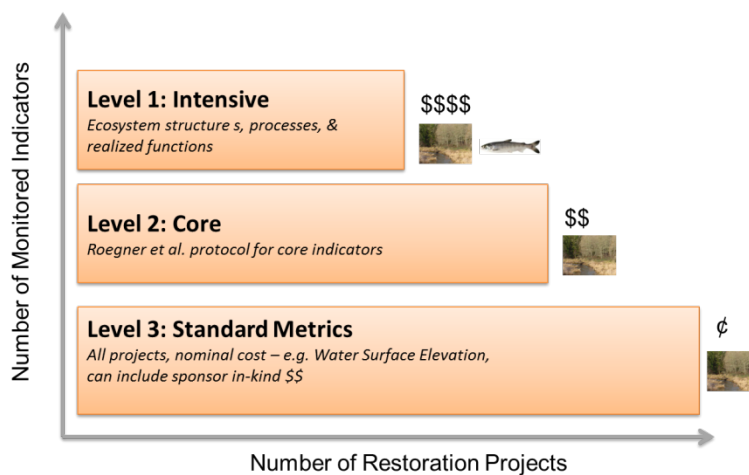 Number of Monitored Indicators
Level 1: Intensive
Ecosystem structure s, processes, &
realized functions
$$$$
Level 2: Core
Roegner et al. protocol for core indicators
$$
Level 3: Standard Metrics
All projects, nominal cost – e.g. Water Surface Elevation,
can include sponsor in-kind $$
¢
Number of Restoration Projects